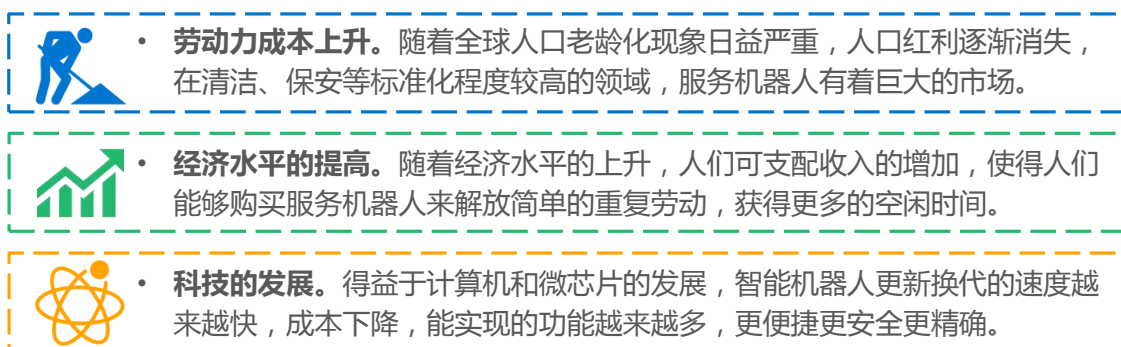 • 劳动力成本上升。随着全球人口老龄化现象日益严重，人口红利逐渐消失，
在清洁、保安等标准化程度较高的领域，服务机器人有着巨大的市场。
• 经济水平的提高。随着经济水平的上升，人们可支配收入的增加，使得人们
能够购买服务机器人来解放简单的重复劳动，获得更多的空闲时间。
• 科技的发展。得益于计算机和微芯片的发展，智能机器人更新换代的速度越
来越快，成本下降，能实现的功能越来越多，更便捷更安全更精确。